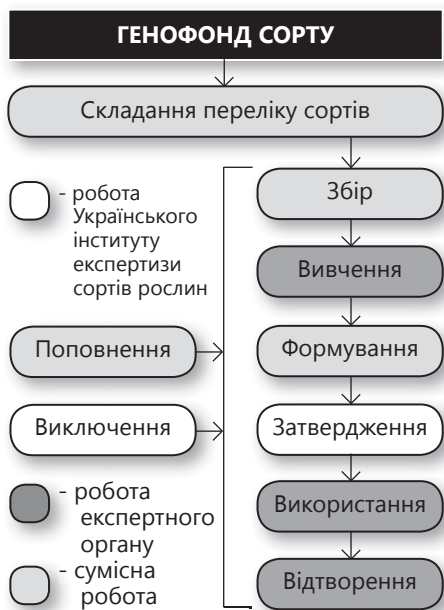 ГЕНОФОНД СОРТУ
Складання переліку сортів
Збір
- робота
Українського
інституту
експертизи
сортів рослин
Вивчення
Поповнення
Формування
Виключення
Затвердження
- робота
експертного
органу
Використання
- сумісна
робота
Відтворення